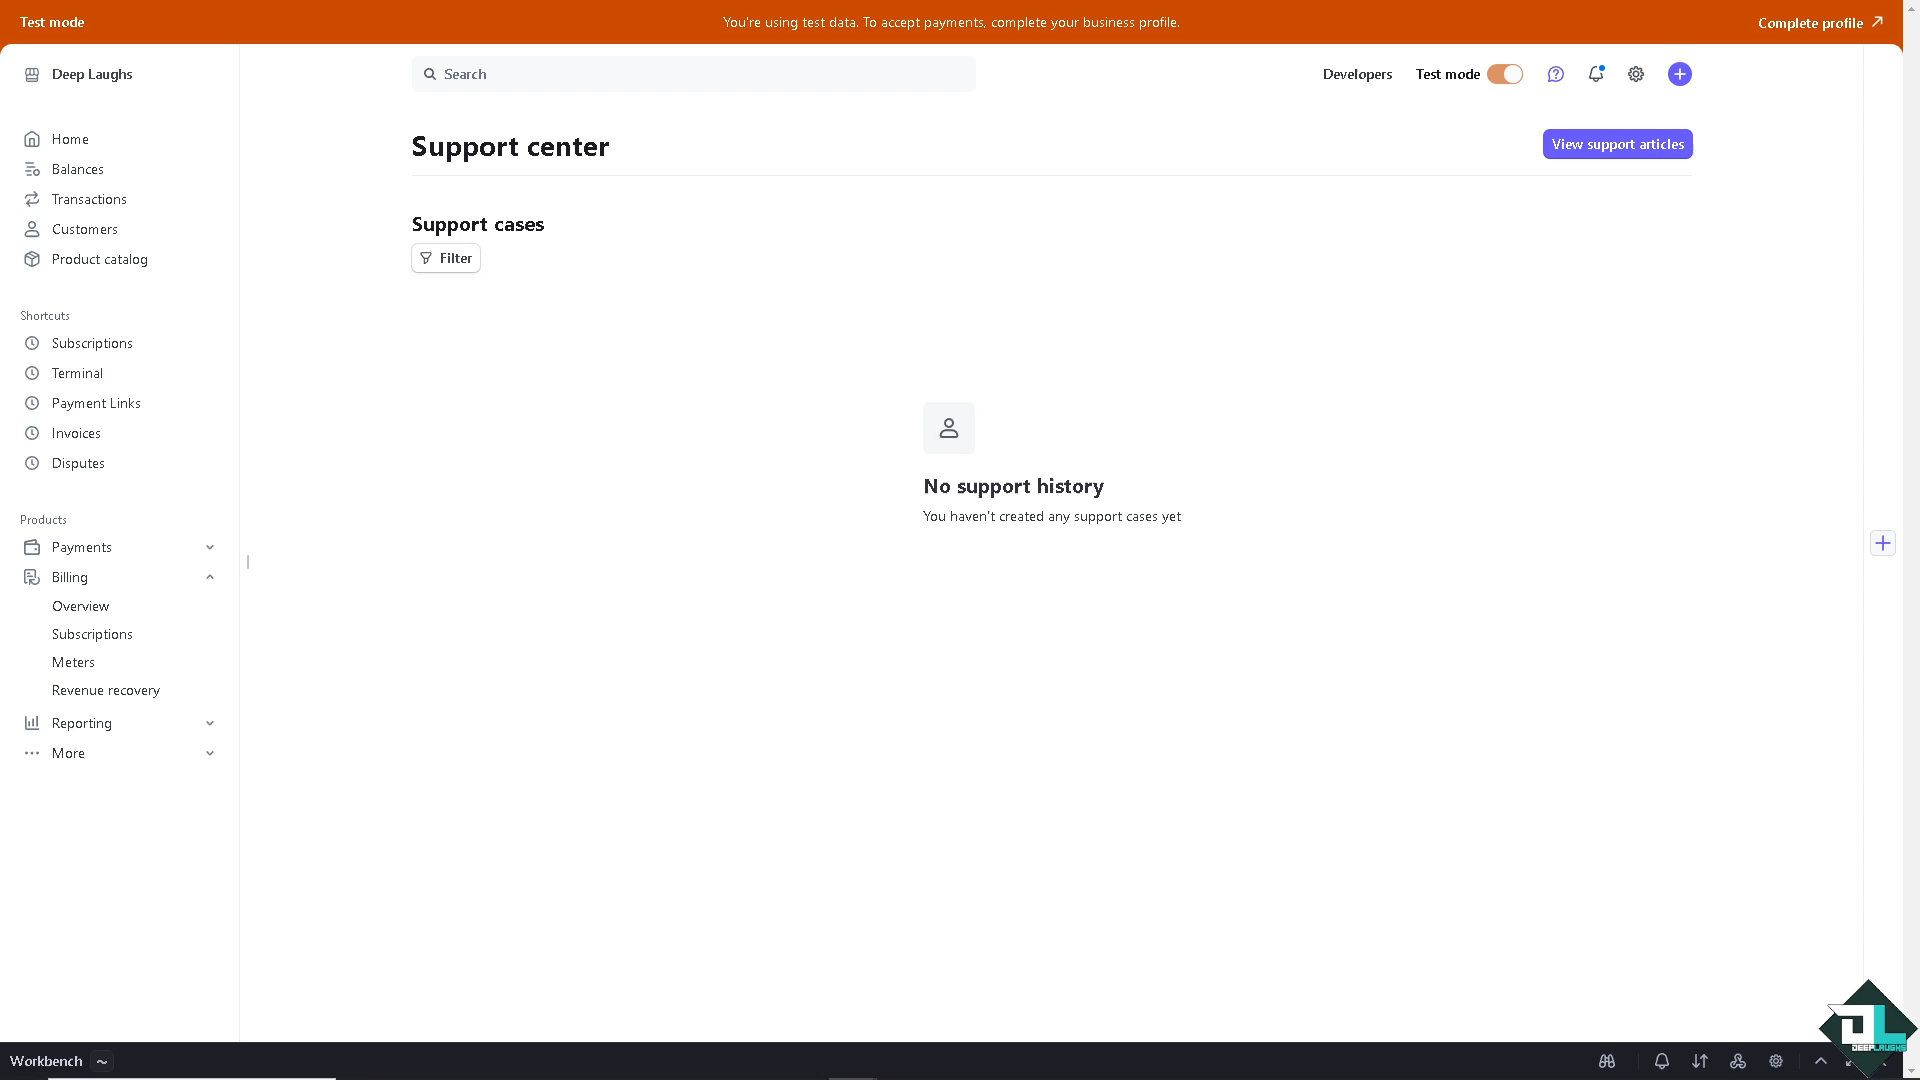 Test mode
You're using test data. To accept payments, complete your business profile.
Complete profile
Deep Laughs
Search
Developers
Test mode
Home
Balances
Transactions
Customers
Product catalog
Shortcuts
Subscriptions
Terminal
Payment Links
Invoices
Disputes
Products
Payments
Billing
Overview
Subscriptions
Meters
Revenue recovery
Reporting
More
Support center
View support articles
Support cases
Filter
No support history
You haven't created any support cases yet
Workbench
~
DEEPLAUGHS